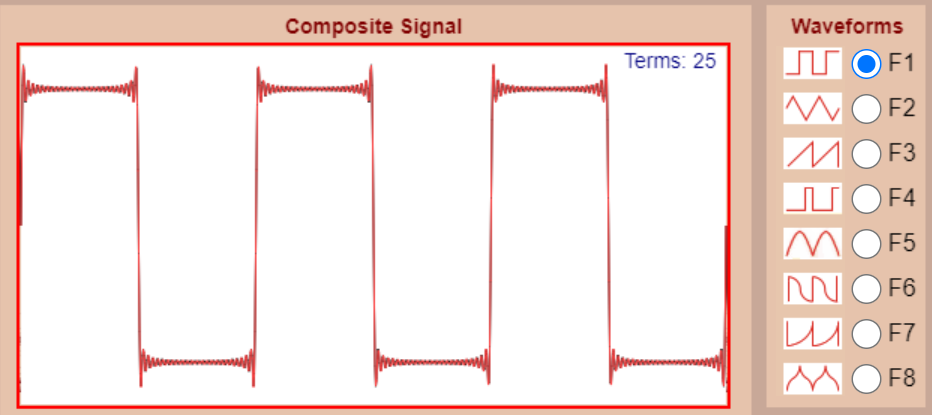 Composite Signal
Terms: 25
Waveforms
F1
F2
F3
F4
F5
F6
F7
F8